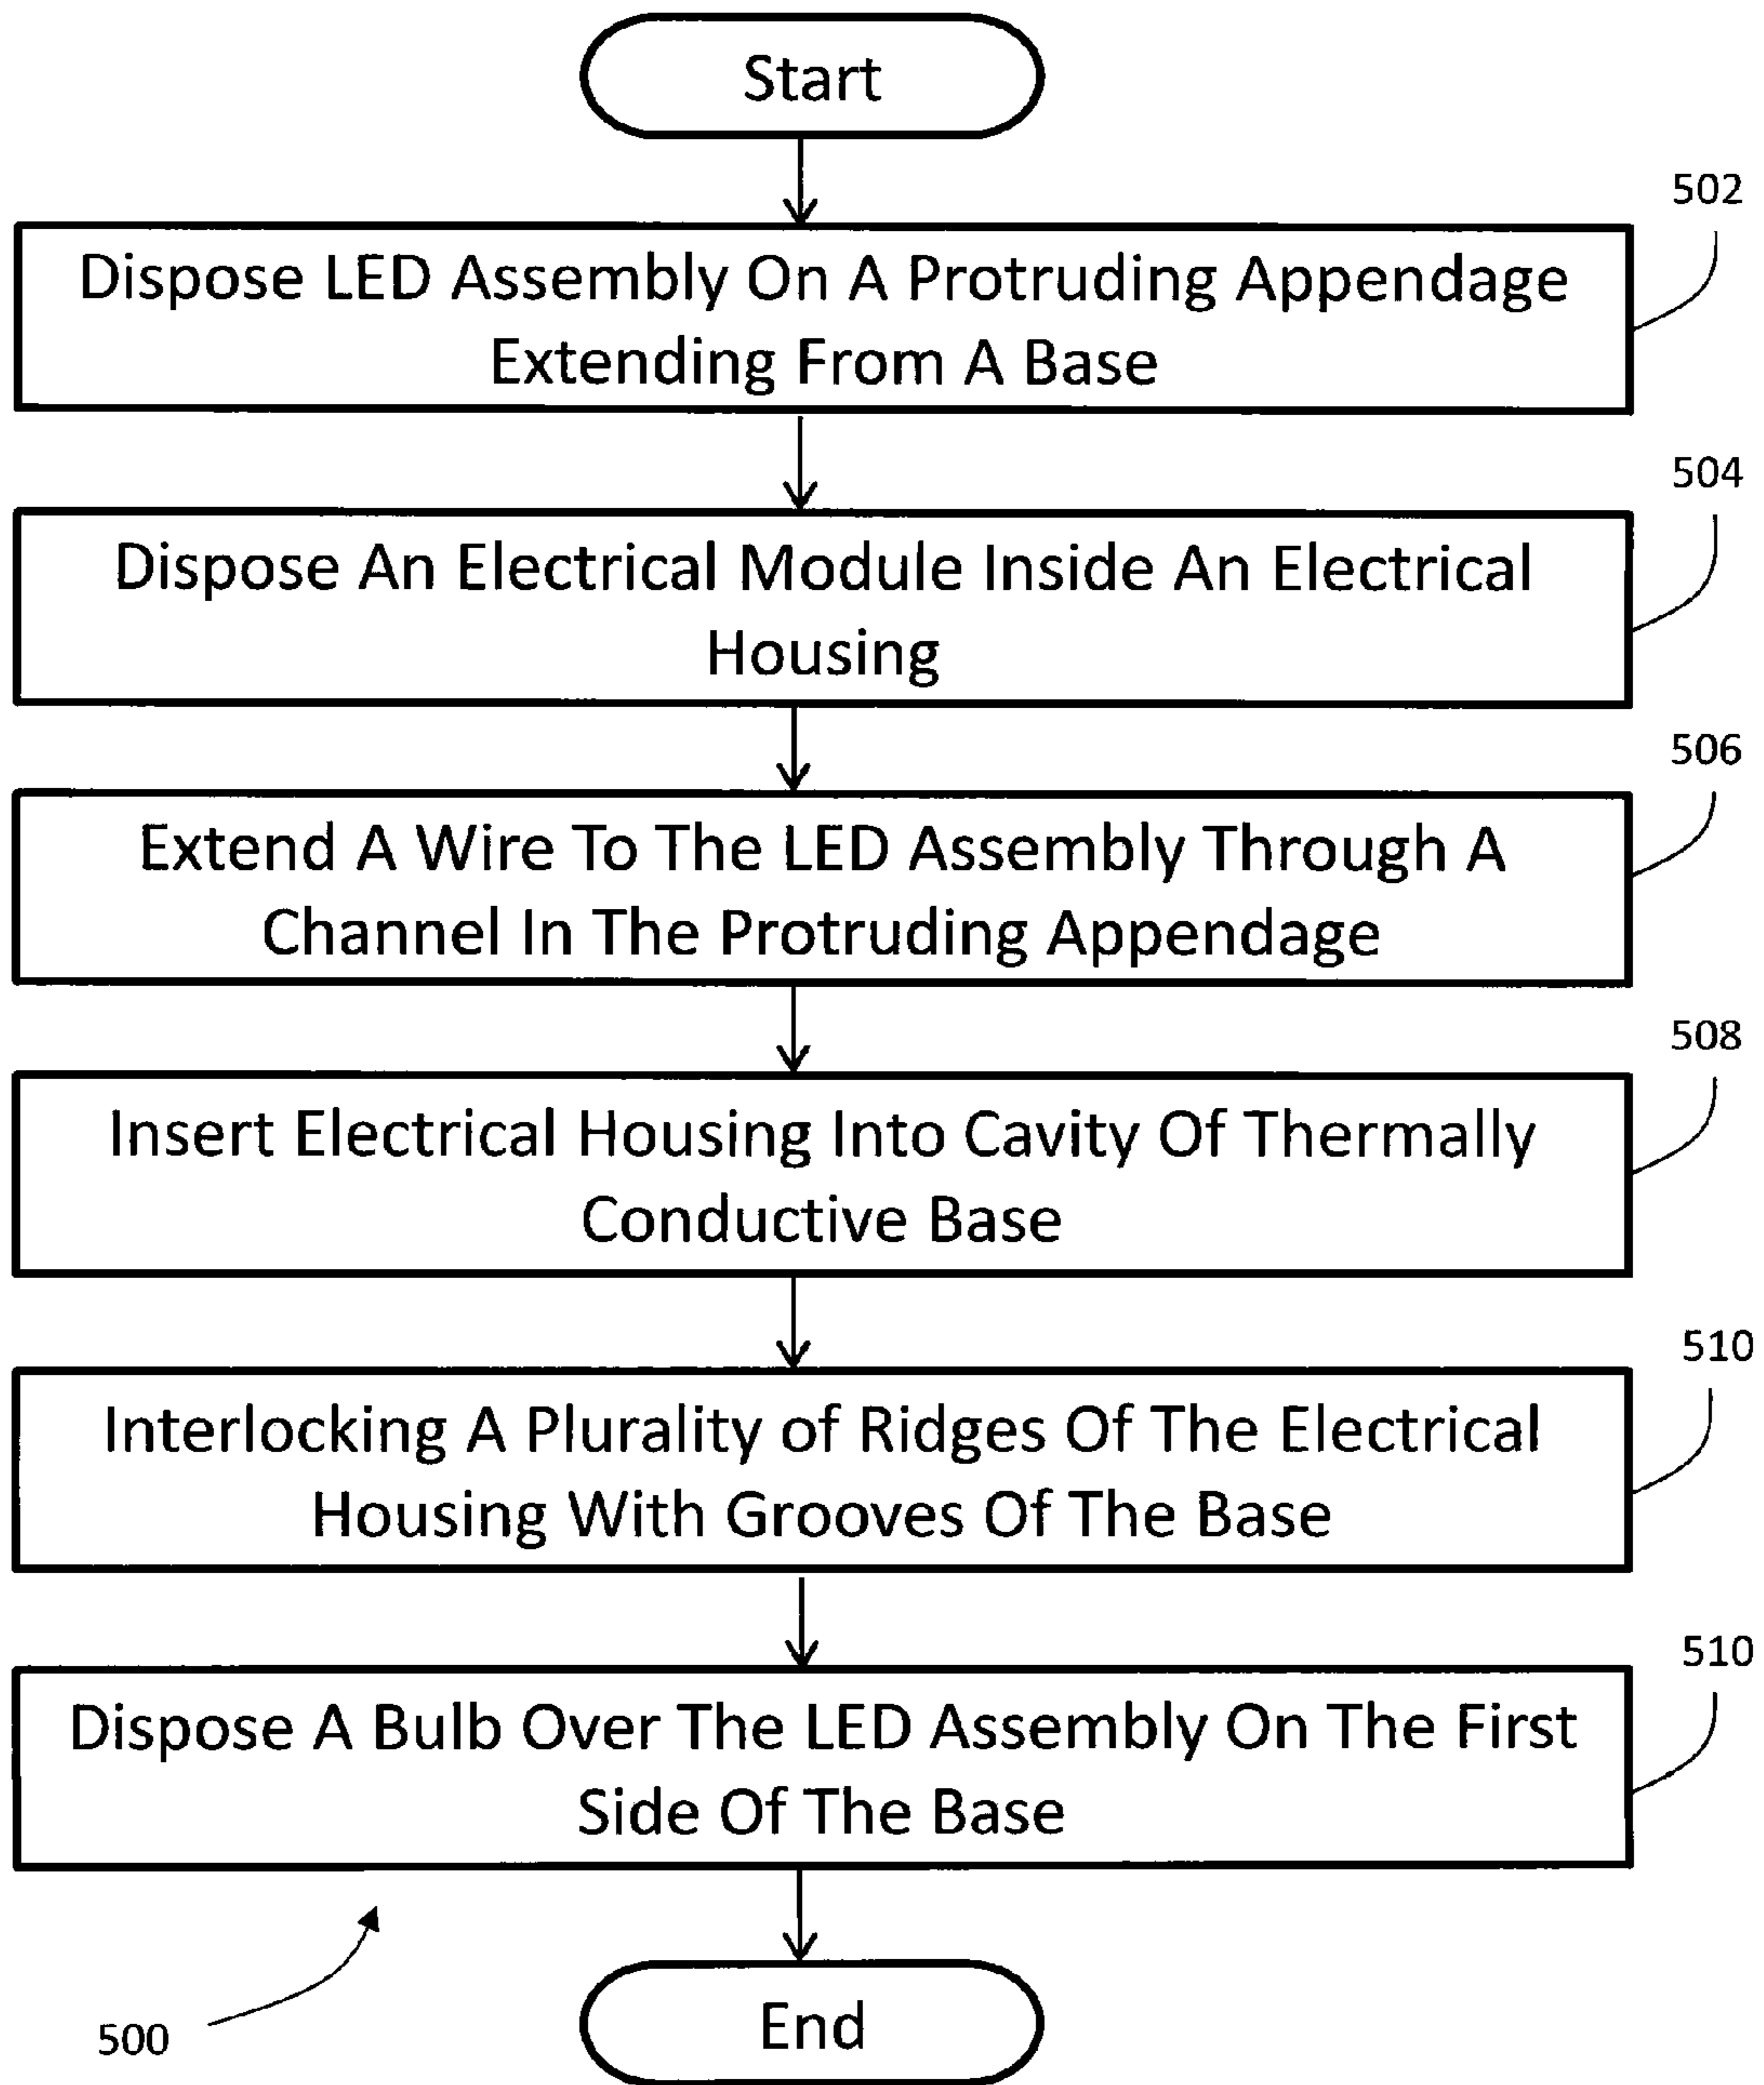 Start
502
Dispose LED Assembly On A Protruding Appendage
Extending From A Base
504
Dispose An Electrical Module Inside An Electrical
Housing
506
Extend A Wire To The LED Assembly Through A
Channel In The Protruding Appendage
508
Insert Electrical Housing Into Cavity Of Thermally
Conductive Base
510
Interlocking A Plurality of Ridges Of The Electrical
Housing With Grooves Of The Base
510
Dispose A Bulb Over The LED Assembly On The First
Side Of The Base
500
End